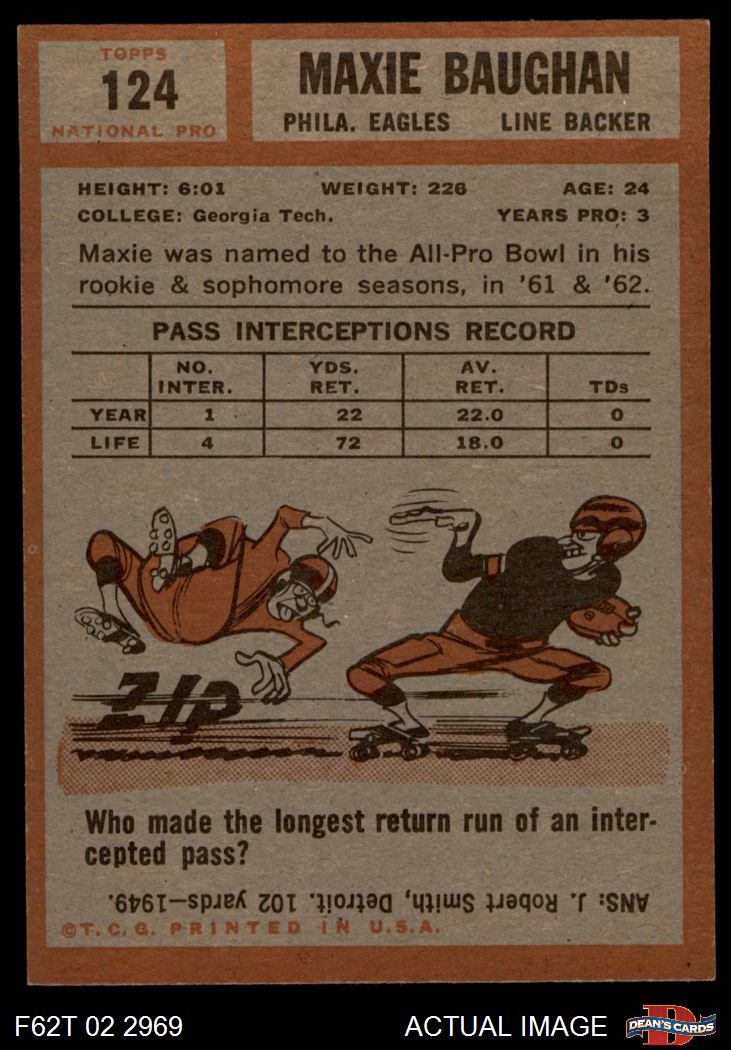 TOPPS
124
NATIONAL PRO
MAXIE BAUGHAN
PHILA. EAGLES LINE BACKER
HEIGHT: 6:01 WEIGHT: 226 AGE: 24
COLLEGE: Georgia Tech. YEARS PRO: 3
Maxie was named to the All-Pro Bowl in his
rookie & sophomore seasons, in '61 & '62.
PASS INTERCEPTIONS RECORD
NO. INTER. YDS. RET. AV. RET. TDs
YEAR 1 22 22.0 0
LIFE 4 72 18.0 0
ZIP
Who made the longest return run of an inter-
cepted pass?
ANS: J. Robert Smith, Detroit. 102 yards—1949.
©T.C.G. PRINTED IN U.S.A.
F62T 02 2969 ACTUAL IMAGE D DEAN'S CARDS